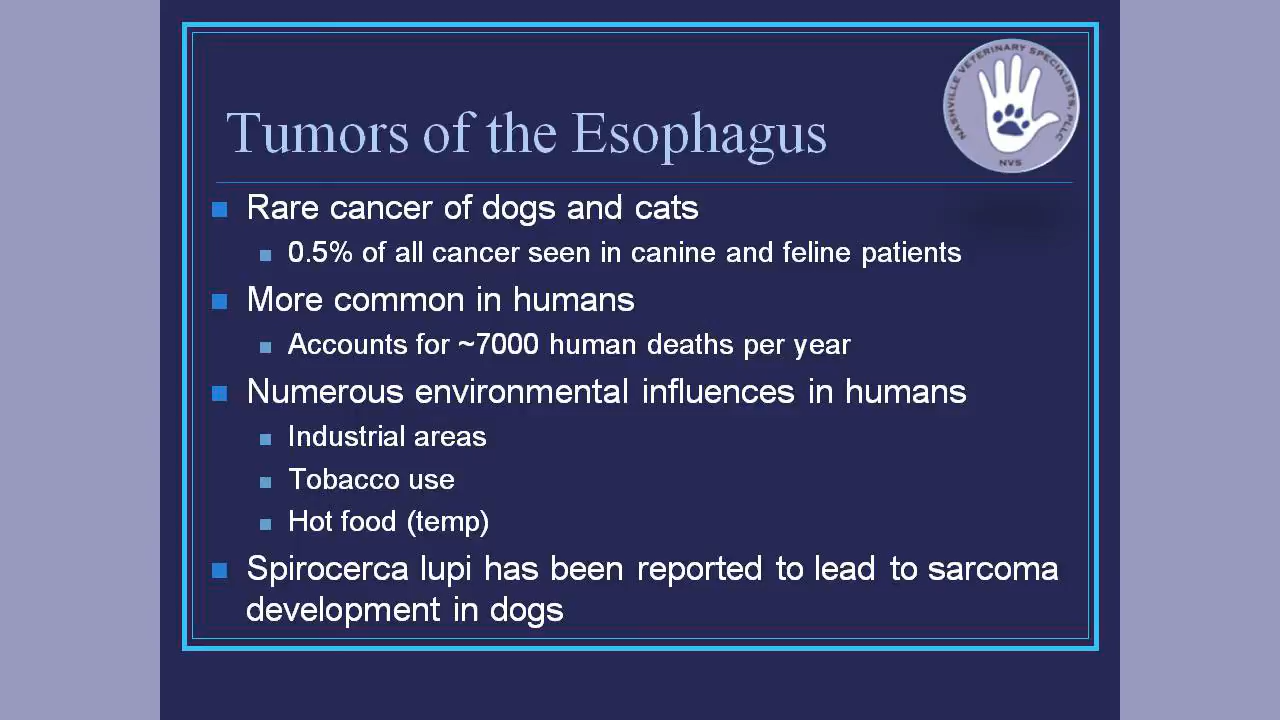 NASHVILLE VETERINARY SPECIALISTS, PLLC
NVS
Tumors of the Esophagus
Rare cancer of dogs and cats
0.5% of all cancer seen in canine and feline patients
More common in humans
Accounts for ~7000 human deaths per year
Numerous environmental influences in humans
Industrial areas
Tobacco use
Hot food (temp)
Spirocerca lupi has been reported to lead to sarcoma
development in dogs